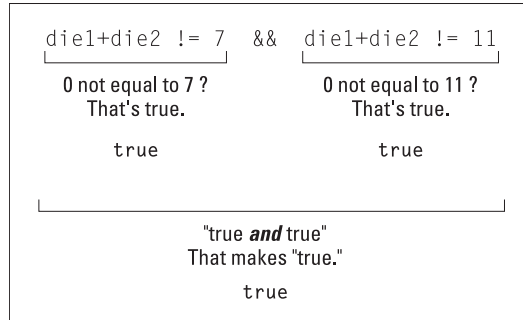 die1+die2 != 7 && die1+die2 != 11
0 not equal to 7 ? 0 not equal to 11 ?
That's true. That's true.
true true
"true and true"
That makes "true."
true